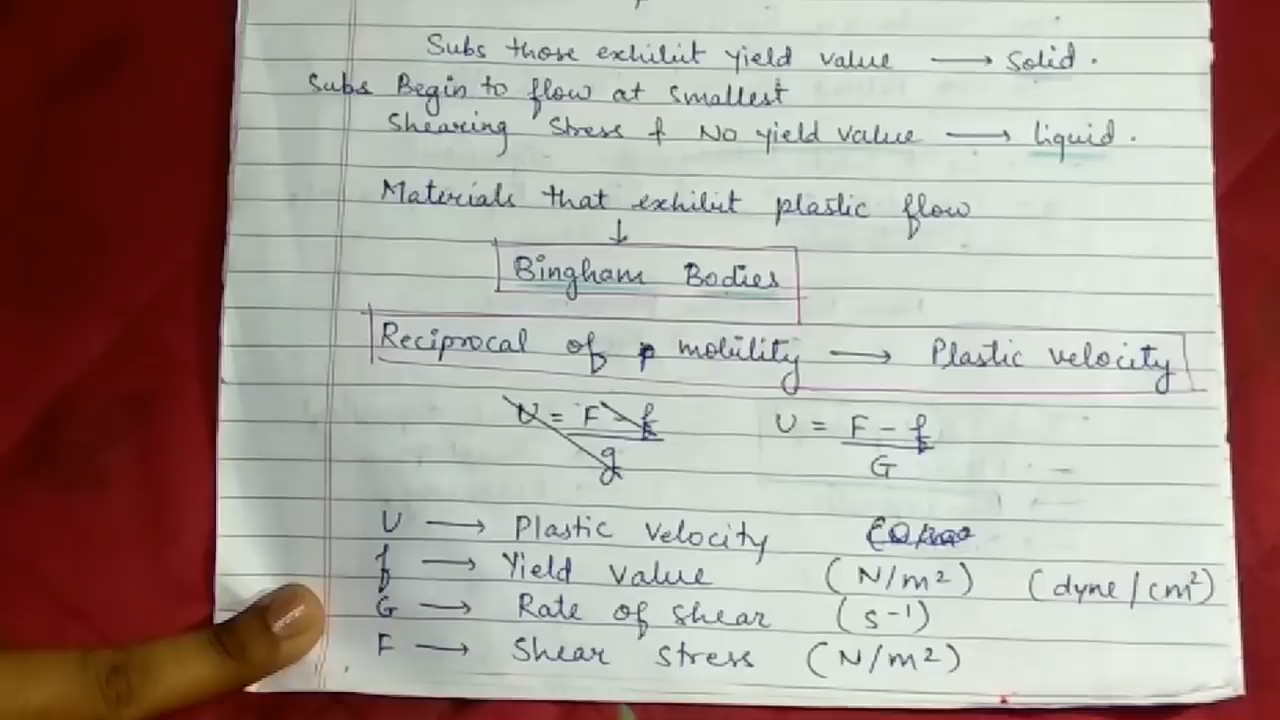 Subs those exhibit yield value → Solid.
Subs Begin to flow at smallest
Shearing stress & No yield value → liquid.
Materials that exhibit plastic flow
↓
Bingham Bodies
Reciprocal of mobility → Plastic velocity
U = F - f / g U = F - f / G
U → Plastic Velocity
f → Yield value (N/m²) (dyne/cm²)
G → Rate of shear (s-1)
F → Shear stress (N/m²)